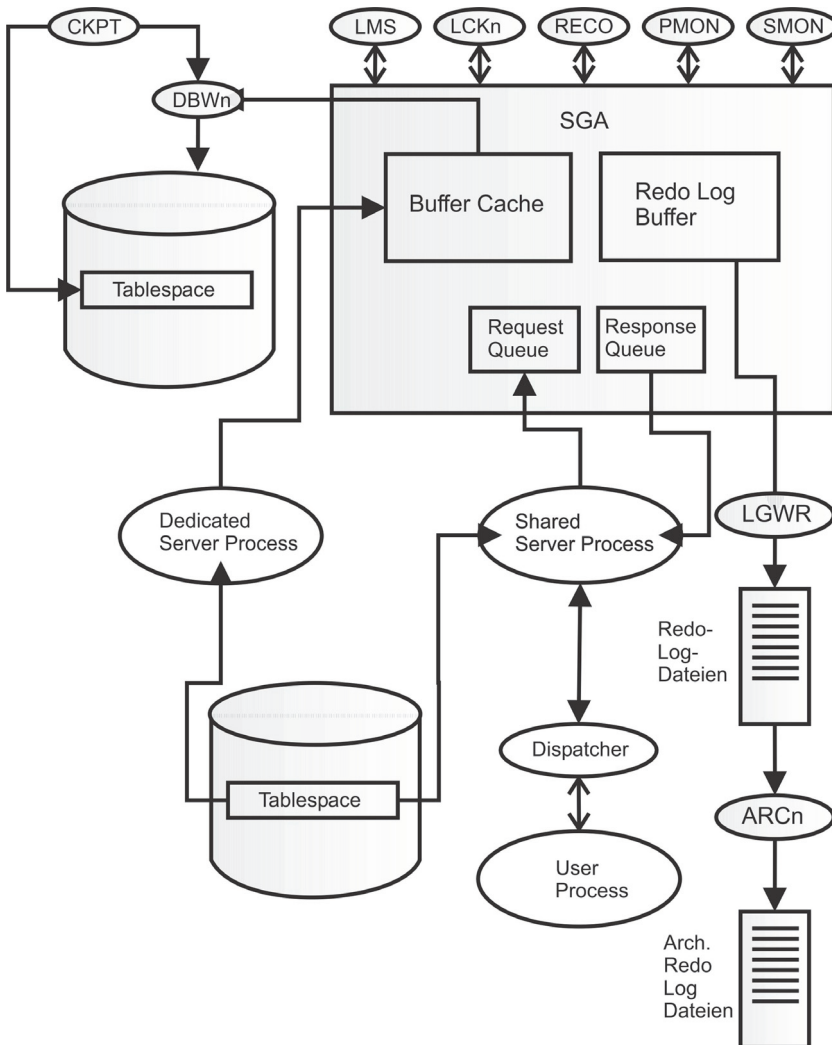 CKPT
LMS
LCKn
RECO
PMON
SMON
DBWn
SGA
Buffer Cache
Redo Log
Buffer
Tablespace
Request
Queue
Response
Queue
Dedicated
Server Process
Shared
Server Process
LGWR
Redo-
Log-
Dateien
Dispatcher
Tablespace
ARCn
User
Process
Arch.
Redo
Log
Dateien